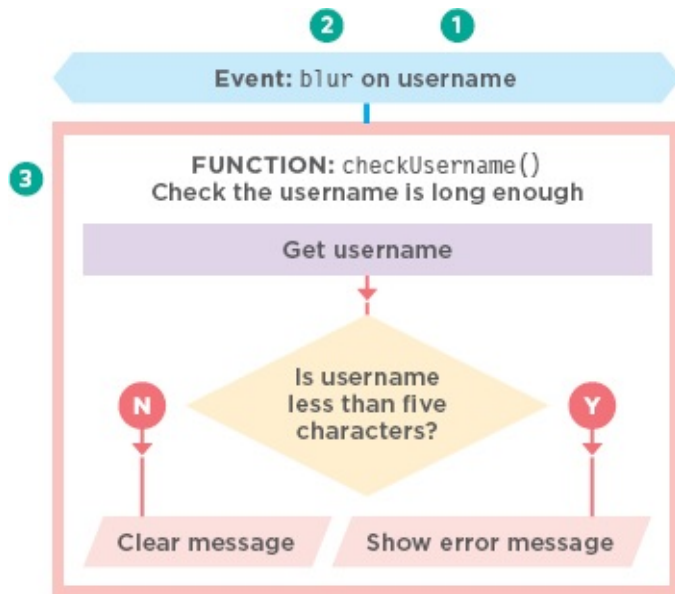 2 1
Event: blur on username
3
FUNCTION: checkUsername()
Check the username is long enough
Get username
Is username
less than five
characters?
N
Y
Clear message
Show error message